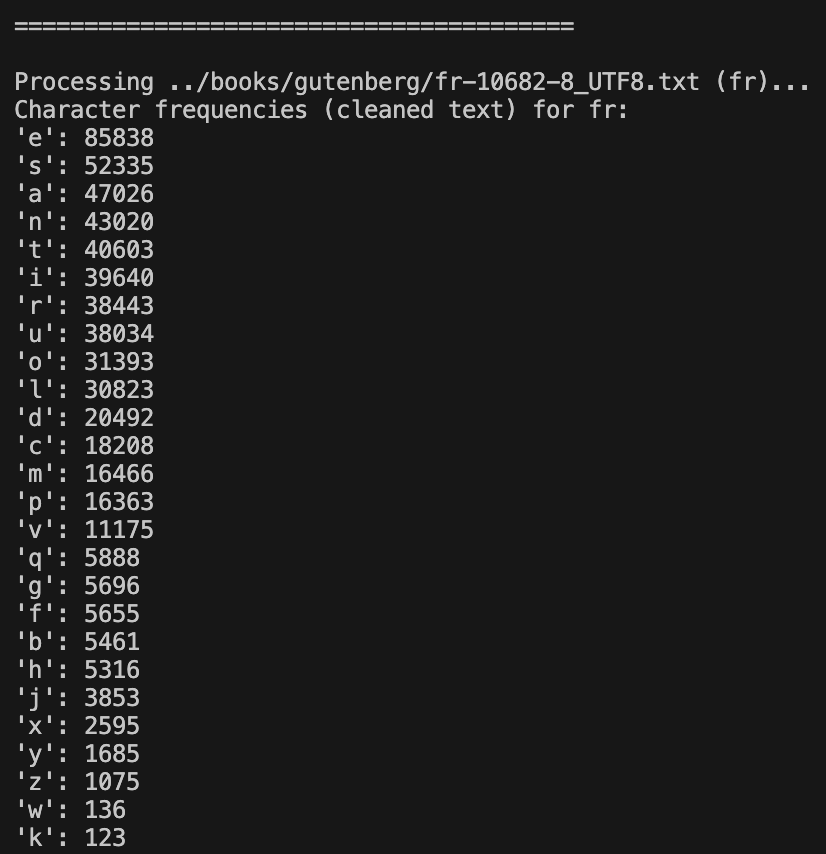 ========================================
Processing ../books/gutenberg/fr-10682-8_UTF8.txt (fr)...
Character frequencies (cleaned text) for fr:
'e': 85838
's': 52335
'a': 47026
'n': 43020
't': 40603
'i': 39640
'r': 38443
'u': 38034
'o': 31393
'l': 30823
'd': 20492
'c': 18208
'm': 16466
'p': 16363
'v': 11175
'q': 5888
'g': 5696
'f': 5655
'b': 5461
'h': 5316
'j': 3853
'x': 2595
'y': 1685
'z': 1075
'w': 136
'k': 123